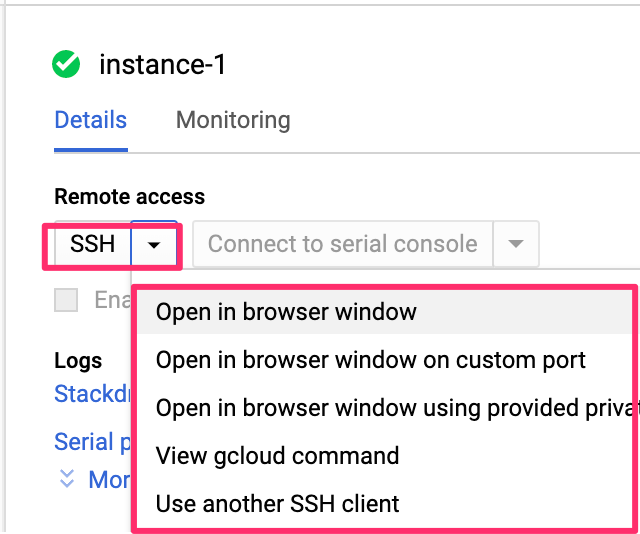 instance-1
Details Monitoring
Remote access
SSH Connect to serial console
Ena
Open in browser window
Open in browser window on custom port
Logs
Stackdr
Open in browser window using provided privat
Serial p
View gcloud command
Mor
Use another SSH client